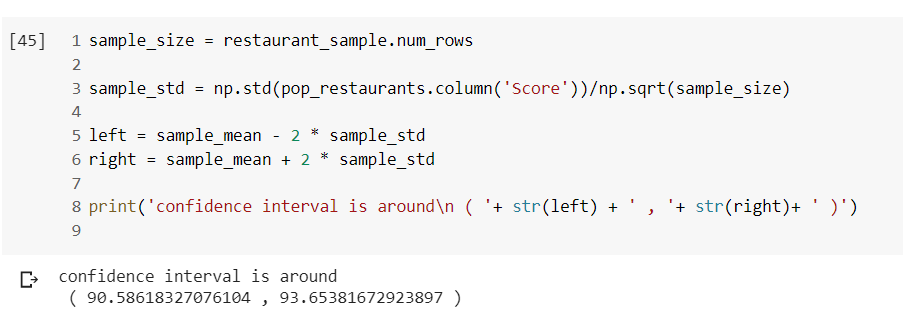 [45] 1 sample_size = restaurant_sample.num_rows
2
3 sample_std = np.std(pop_restaurants.column('Score'))/np.sqrt(sample_size)
4
5 left = sample_mean - 2 * sample_std
6 right = sample_mean + 2 * sample_std
7
8 print('confidence interval is around\n ( '+ str(left) + ' , '+ str(right)+ ' )')
9
confidence interval is around
( 90.58618327076104 , 93.65381672923897 )